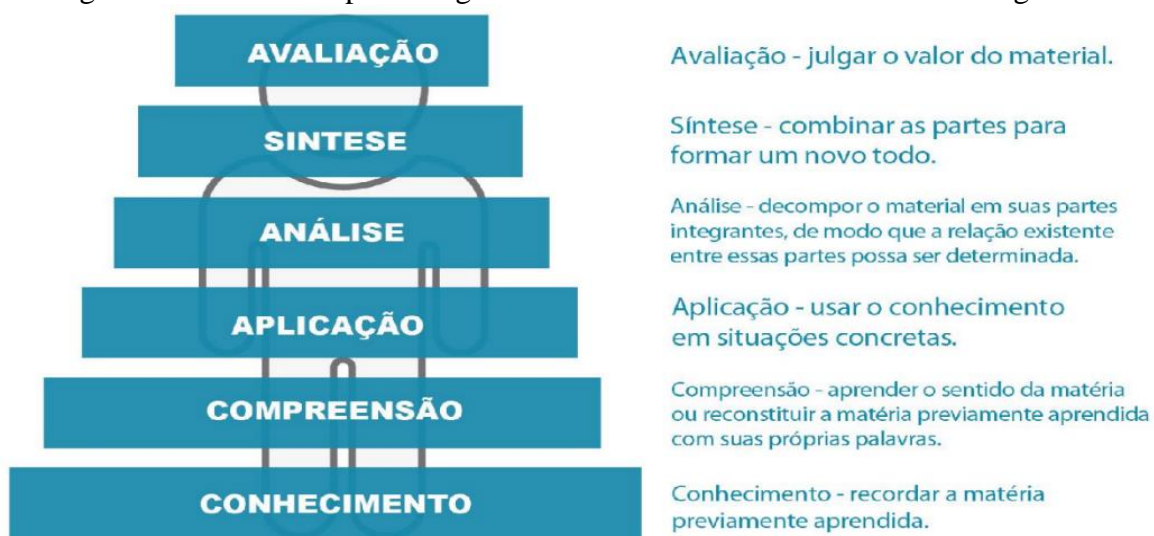 AVALIAÇÃO
Avaliação - julgar o valor do material.
SINTESE
Síntese - combinar as partes para
formar um novo todo.
ANÁLISE
Análise - decompor o material em suas partes
integrantes, de modo que a relação existente
entre essas partes possa ser determinada.
APLICAÇÃO
Aplicação - usar o conhecimento
em situações concretas.
COMPREENSÃO
Compreensão - aprender o sentido da matéria
ou reconstituir a matéria previamente aprendida
com suas próprias palavras.
CONHECIMENTO
Conhecimento - recordar a matéria
previamente aprendida.